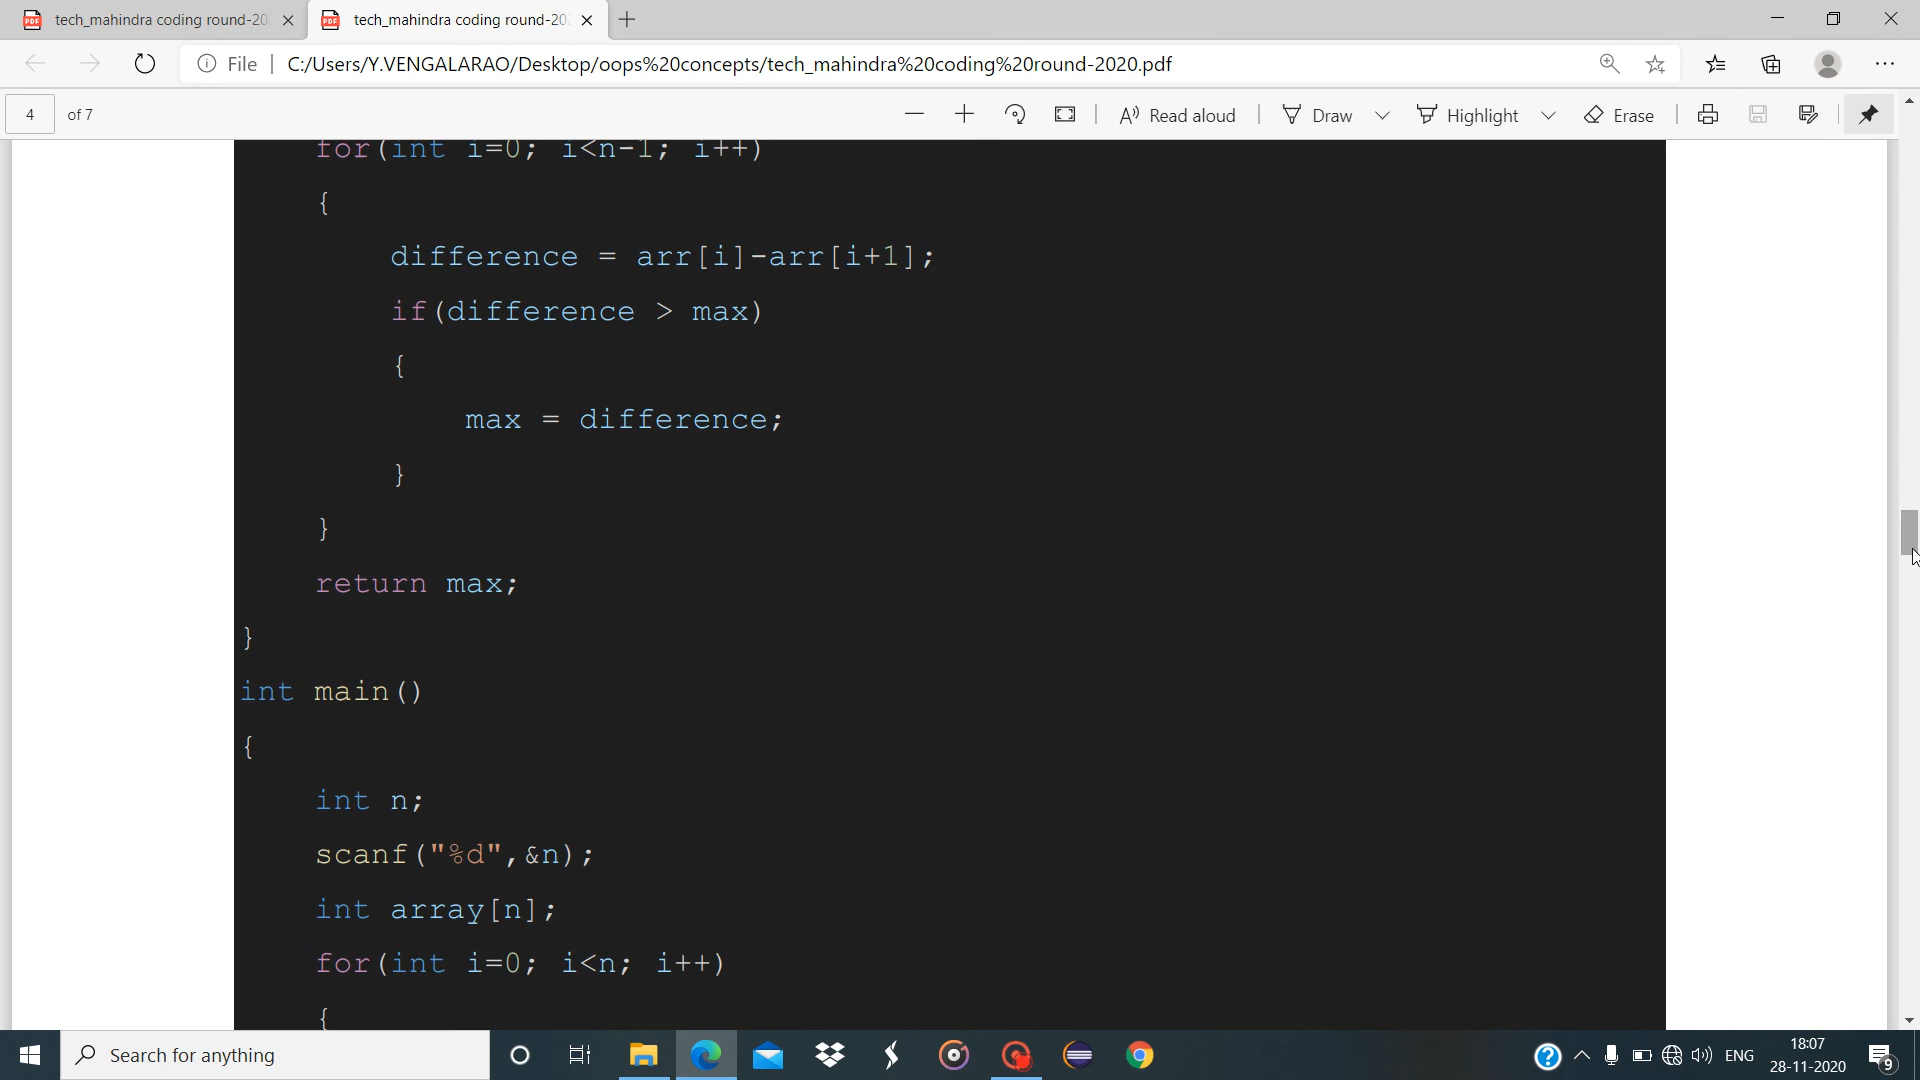 tech_mahindra coding round-20
tech_mahindra coding round-20
File
C:/Users/Y.VENGALARAO/Desktop/oops%20concepts/tech_mahindra%20coding%20round-2020.pdf
4 of 7
Read aloud
Draw
Highlight
Erase
for(int i=0; i<n-1; i++)
{
difference = arr[i]-arr[i+1];
if(difference > max)
{
max = difference;
}
}
return max;
}
int main()
{
int n;
scanf("%d",&n);
int array[n];
for(int i=0; i<n; i++)
{
Search for anything
ENG
18:07
28-11-2020
9